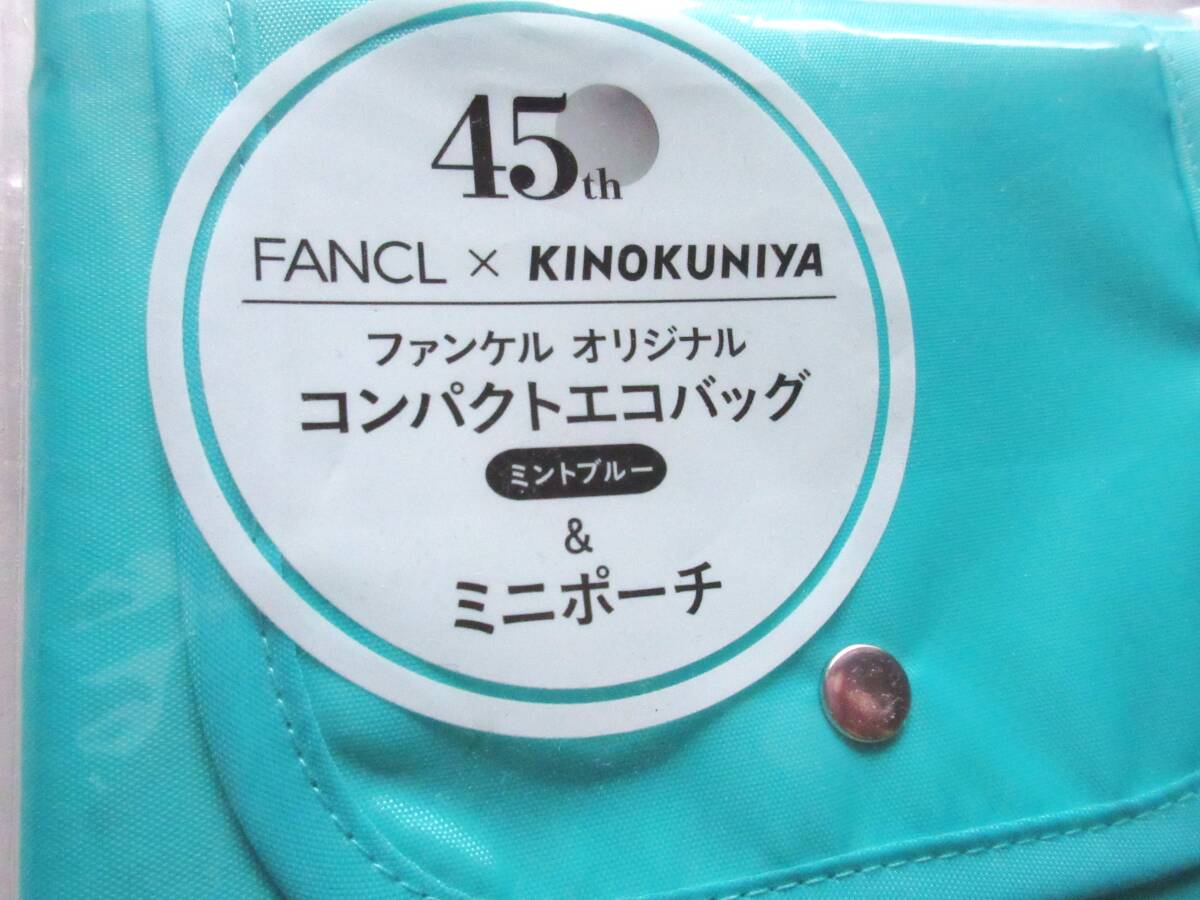 45th
FANCL × KINOKUNIYA
ファンケル オリジナル
コンパクトエコバッグ
ミントブルー
&
ミニポーチ